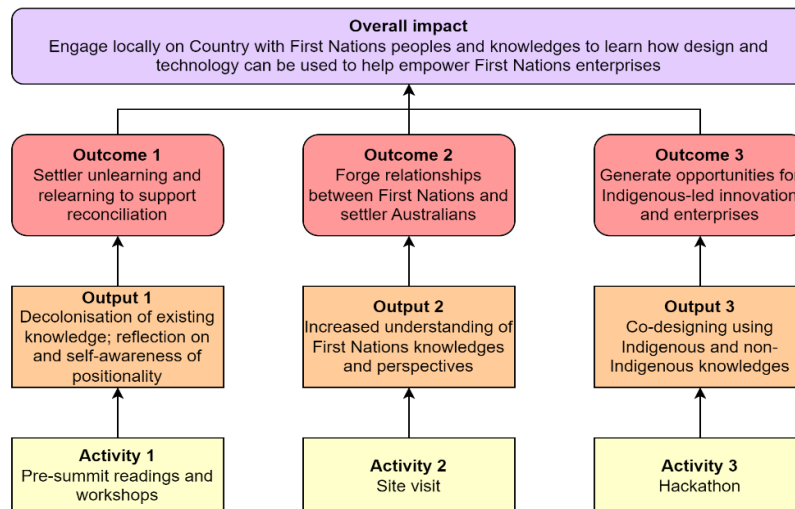 Overall impact
Engage locally on Country with First Nations peoples and knowledges to learn how design and
technology can be used to help empower First Nations enterprises
Outcome 1
Settler unlearning and
relearning to support
reconciliation
Outcome 2
Forge relationships
between First Nations and
settler Australians
Outcome 3
Generate opportunities for
Indigenous-led innovation
and enterprises
Output 1
Decolonisation of existing
knowledge; reflection on
and self-awareness of
positionality
Output 2
Increased understanding of
First Nations knowledges
and perspectives
Output 3
Co-designing using
Indigenous and non-
Indigenous knowledges
Activity 1
Pre-summit readings and
workshops
Activity 2
Site visit
Activity 3
Hackathon